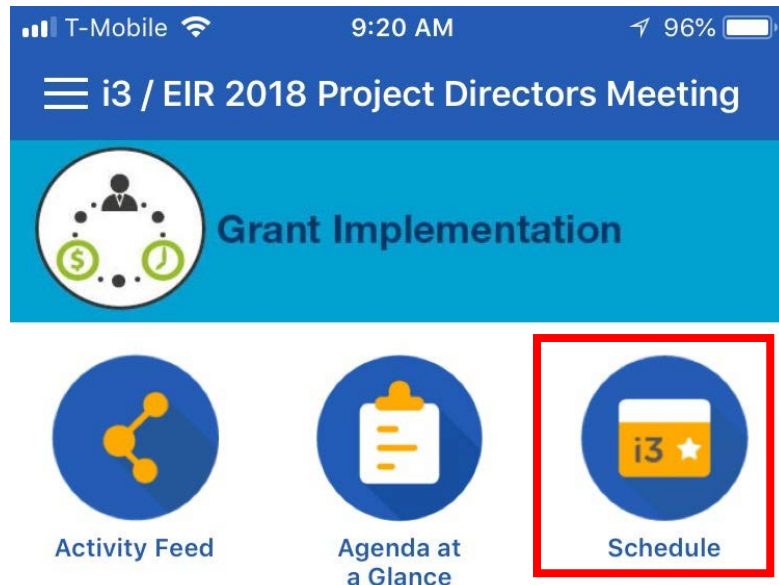 T-Mobile 9:20 AM 96%
i3 / EIR 2018 Project Directors Meeting
$
Grant Implementation
i3
Activity Feed Agenda at Schedule
a Glance